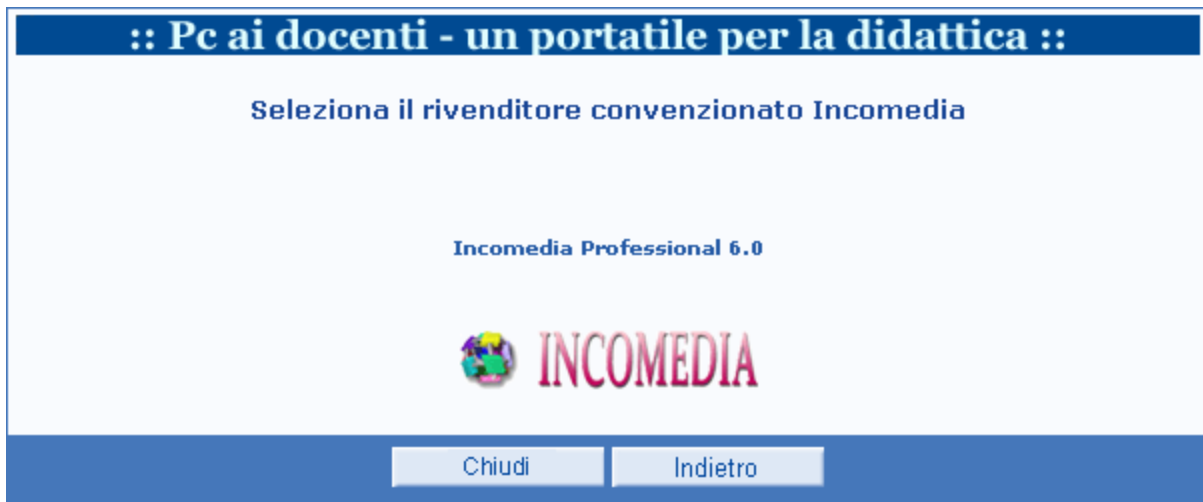 :: Pc ai docenti - un portatile per la didattica ::
Seleziona il rivenditore convenzionato Incomedia
Incomedia Professional 6.0
INCOMEDIA
Chiudi Indietro